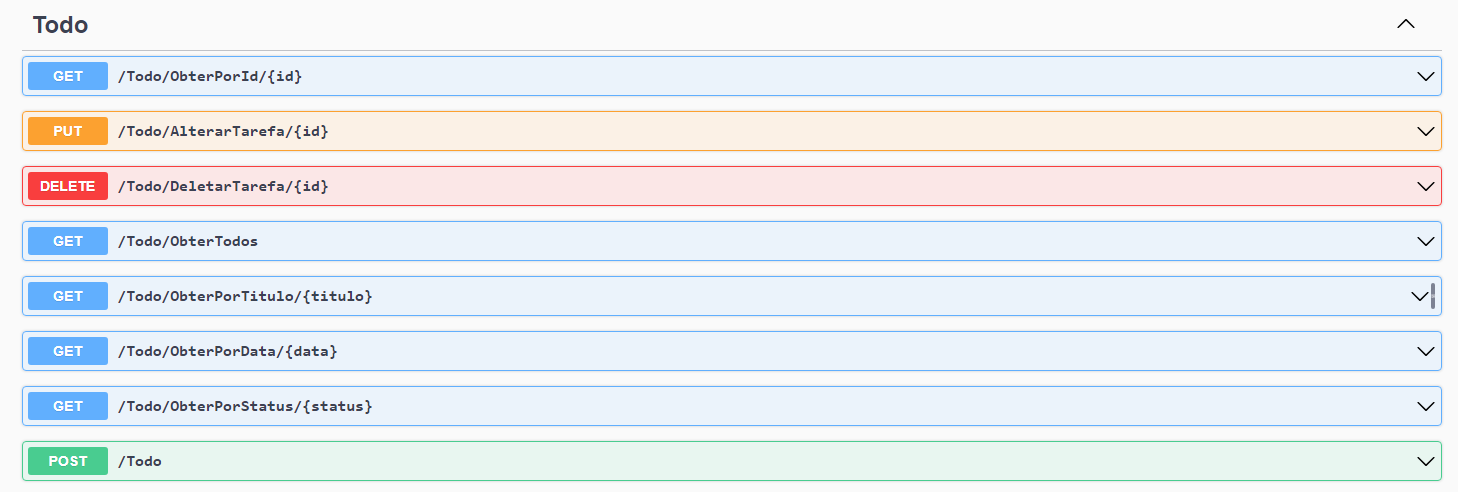 Todo
GET /Todo/ObterPorId/{id}
PUT /Todo/AlterarTarefa/{id}
DELETE /Todo/DeletarTarefa/{id}
GET /Todo/ObterTodos
GET /Todo/ObterPorTitulo/{titulo}
GET /Todo/ObterPorData/{data}
GET /Todo/ObterPorStatus/{status}
POST /Todo